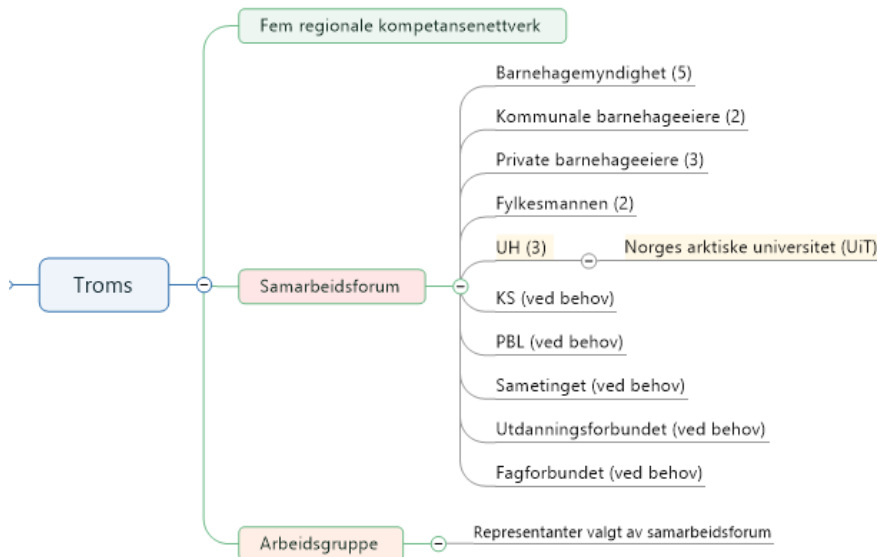 Fem regionale kompetansenettverk
Barnehagemyndighet (5)
Kommunale barnehageeiere (2)
Private barnehageeiere (3)
Fylkesmannen (2)
UH (3)
Norges arktiske universitet (UiT)
Troms
Samarbeidsforum
KS (ved behov)
PBL (ved behov)
Sametinget (ved behov)
Utdanningsforbundet (ved behov)
Fagforbundet (ved behov)
Arbeidsgruppe
Representanter valgt av samarbeidsforum